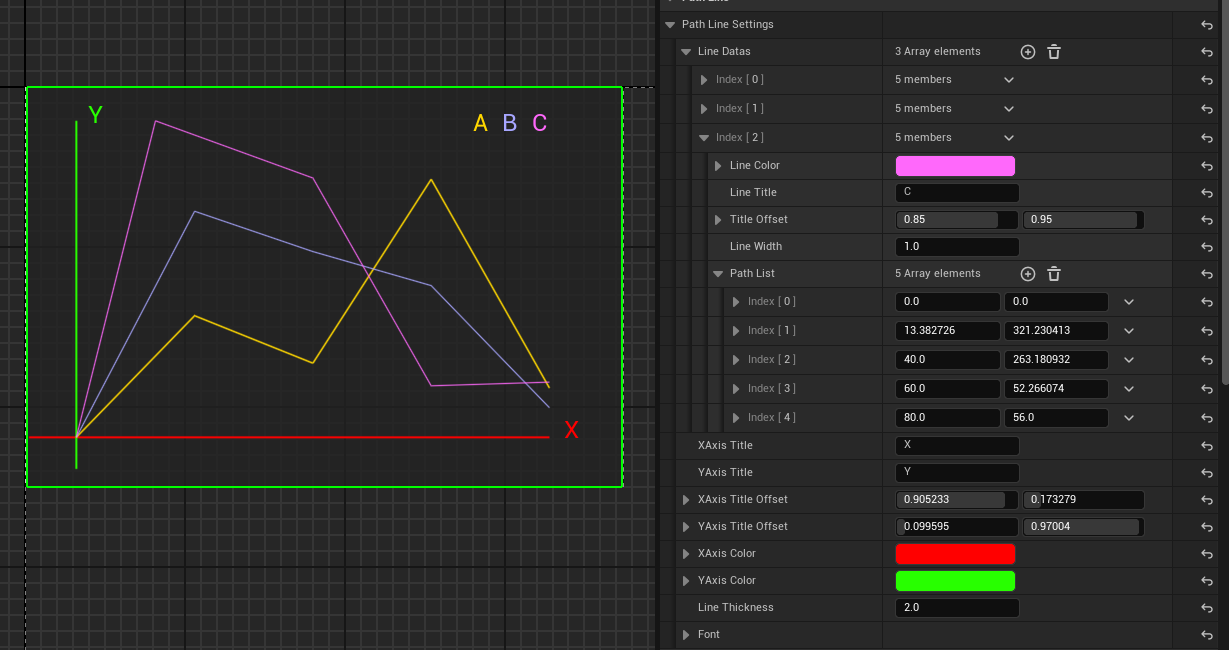 Path Line Settings
Line Datas 3 Array elements
Index [ 0 ] 5 members
Index [ 1 ] 5 members
Index [ 2 ] 5 members
Line Color
Line Title C
Title Offset 0.85 0.95
Line Width 1.0
Path List 5 Array elements
Index [ 0 ] 0.0 0.0
Index [ 1 ] 13.382726 321.230413
Index [ 2 ] 40.0 263.180932
Index [ 3 ] 60.0 52.266074
Index [ 4 ] 80.0 56.0
XAxis Title X
YAxis Title Y
XAxis Title Offset 0.905233 0.173279
YAxis Title Offset 0.099595 0.97004
XAxis Color
YAxis Color
Line Thickness 2.0
Font
Y
A B C
X